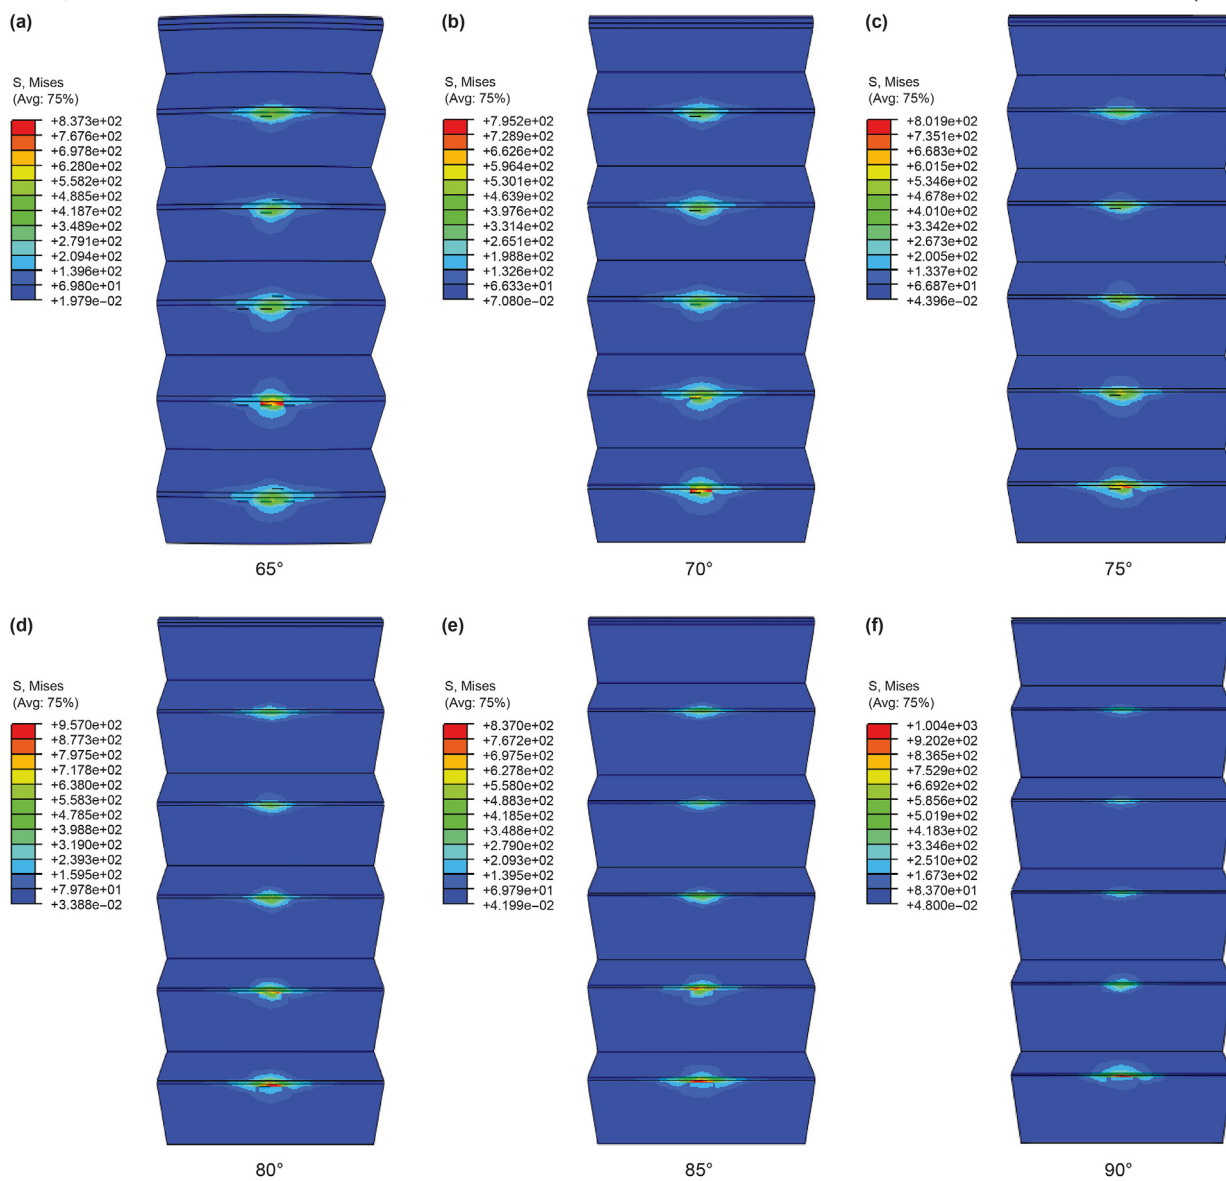 (a)
S, Mises
(Avg: 75%)
+8.373e+02
+7.676e+02
+6.978e+02
+6.280e+02
+5.582e+02
+4.885e+02
+4.187e+02
+3.489e+02
+2.791e+02
+2.094e+02
+1.396e+02
+6.980e+01
+1.979e−02
65°
(b)
S, Mises
(Avg: 75%)
+7.952e+02
+7.289e+02
+6.626e+02
+5.964e+02
+5.301e+02
+4.639e+02
+3.976e+02
+3.314e+02
+2.651e+02
+1.988e+02
+1.326e+02
+6.633e+01
+7.080e−02
70°
(c)
S, Mises
(Avg: 75%)
+8.019e+02
+7.351e+02
+6.683e+02
+6.015e+02
+5.346e+02
+4.678e+02
+4.010e+02
+3.342e+02
+2.673e+02
+2.005e+02
+1.337e+02
+6.687e+01
+4.396e−02
75°
(d)
S, Mises
(Avg: 75%)
+9.570e+02
+8.773e+02
+7.975e+02
+7.178e+02
+6.380e+02
+5.583e+02
+4.785e+02
+3.988e+02
+3.190e+02
+2.393e+02
+1.595e+02
+7.978e+01
+3.388e−02
80°
(e)
S, Mises
(Avg: 75%)
+8.370e+02
+7.672e+02
+6.975e+02
+6.278e+02
+5.580e+02
+4.883e+02
+4.185e+02
+3.488e+02
+2.790e+02
+2.093e+02
+1.395e+02
+6.979e+01
+4.199e−02
85°
(f)
S, Mises
(Avg: 75%)
+1.004e+03
+9.202e+02
+8.365e+02
+7.529e+02
+6.692e+02
+5.856e+02
+5.019e+02
+4.183e+02
+3.346e+02
+2.510e+02
+1.673e+02
+8.370e+01
+4.800e−02
90°